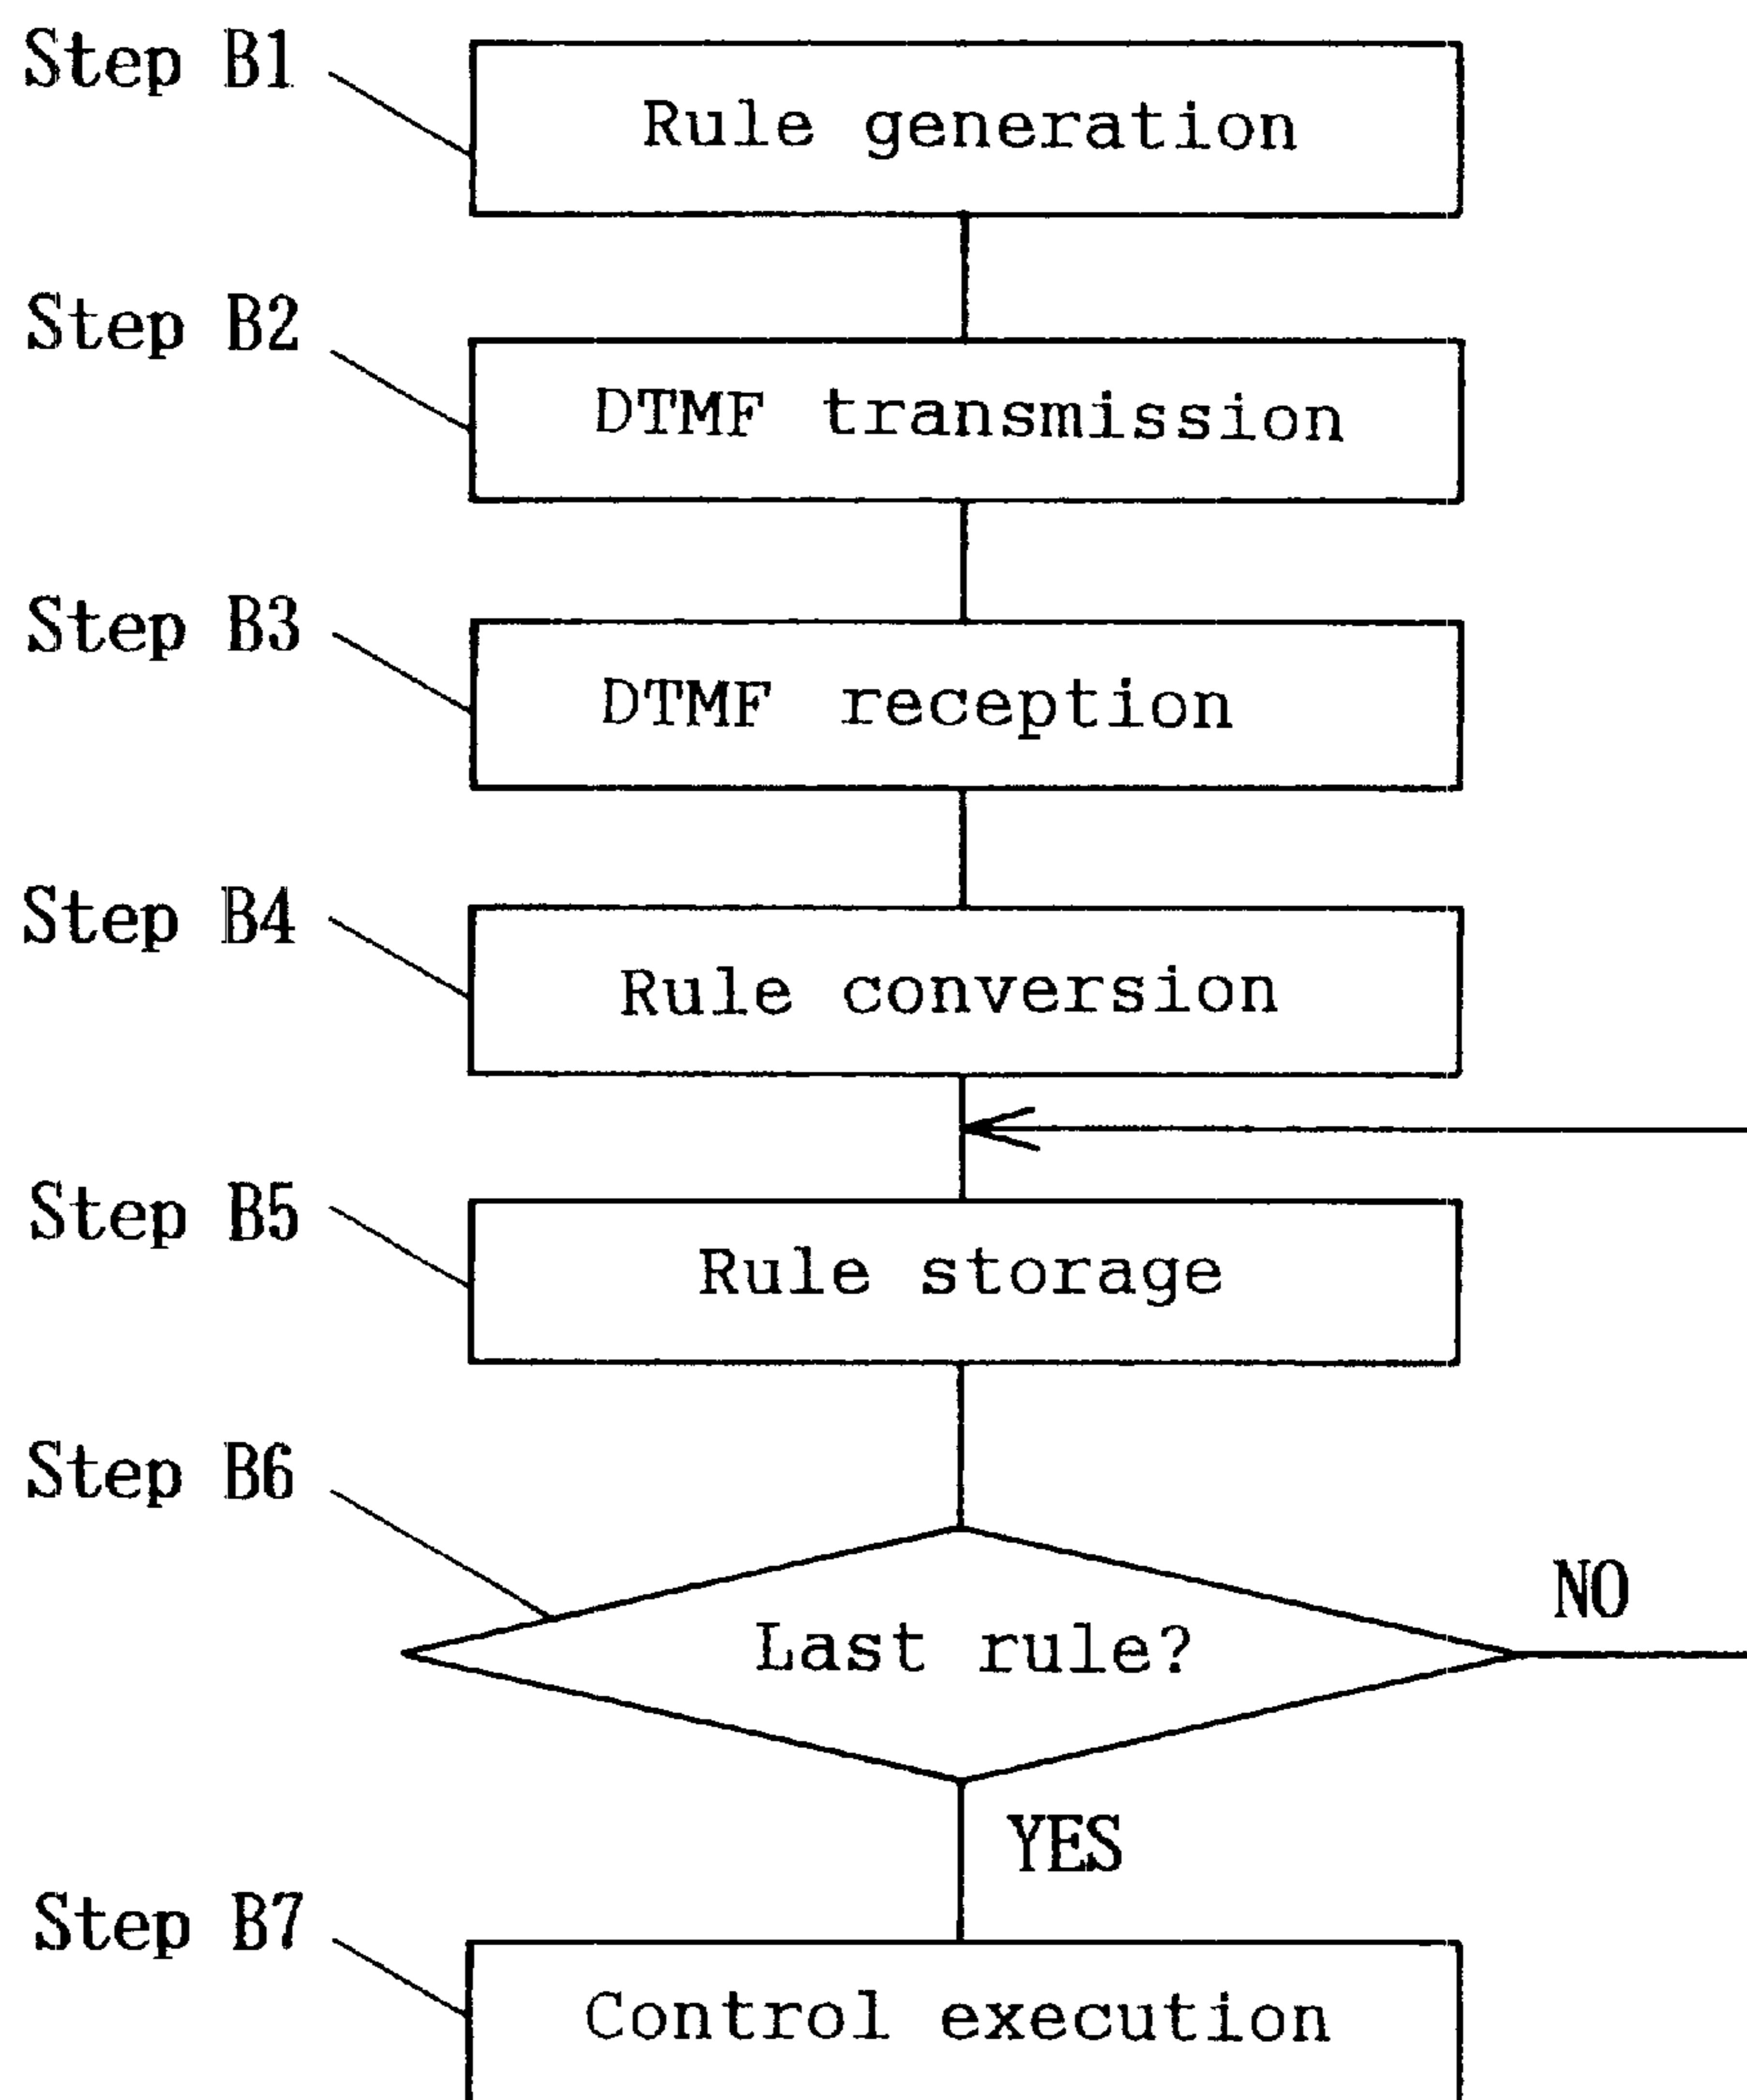 Step B1
Rule generation
Step B2
DTMF transmission
Step B3
DTMF reception
Step B4
Rule conversion
Step B5
Rule storage
Step B6
Last rule?
NO
YES
Step B7
Control execution